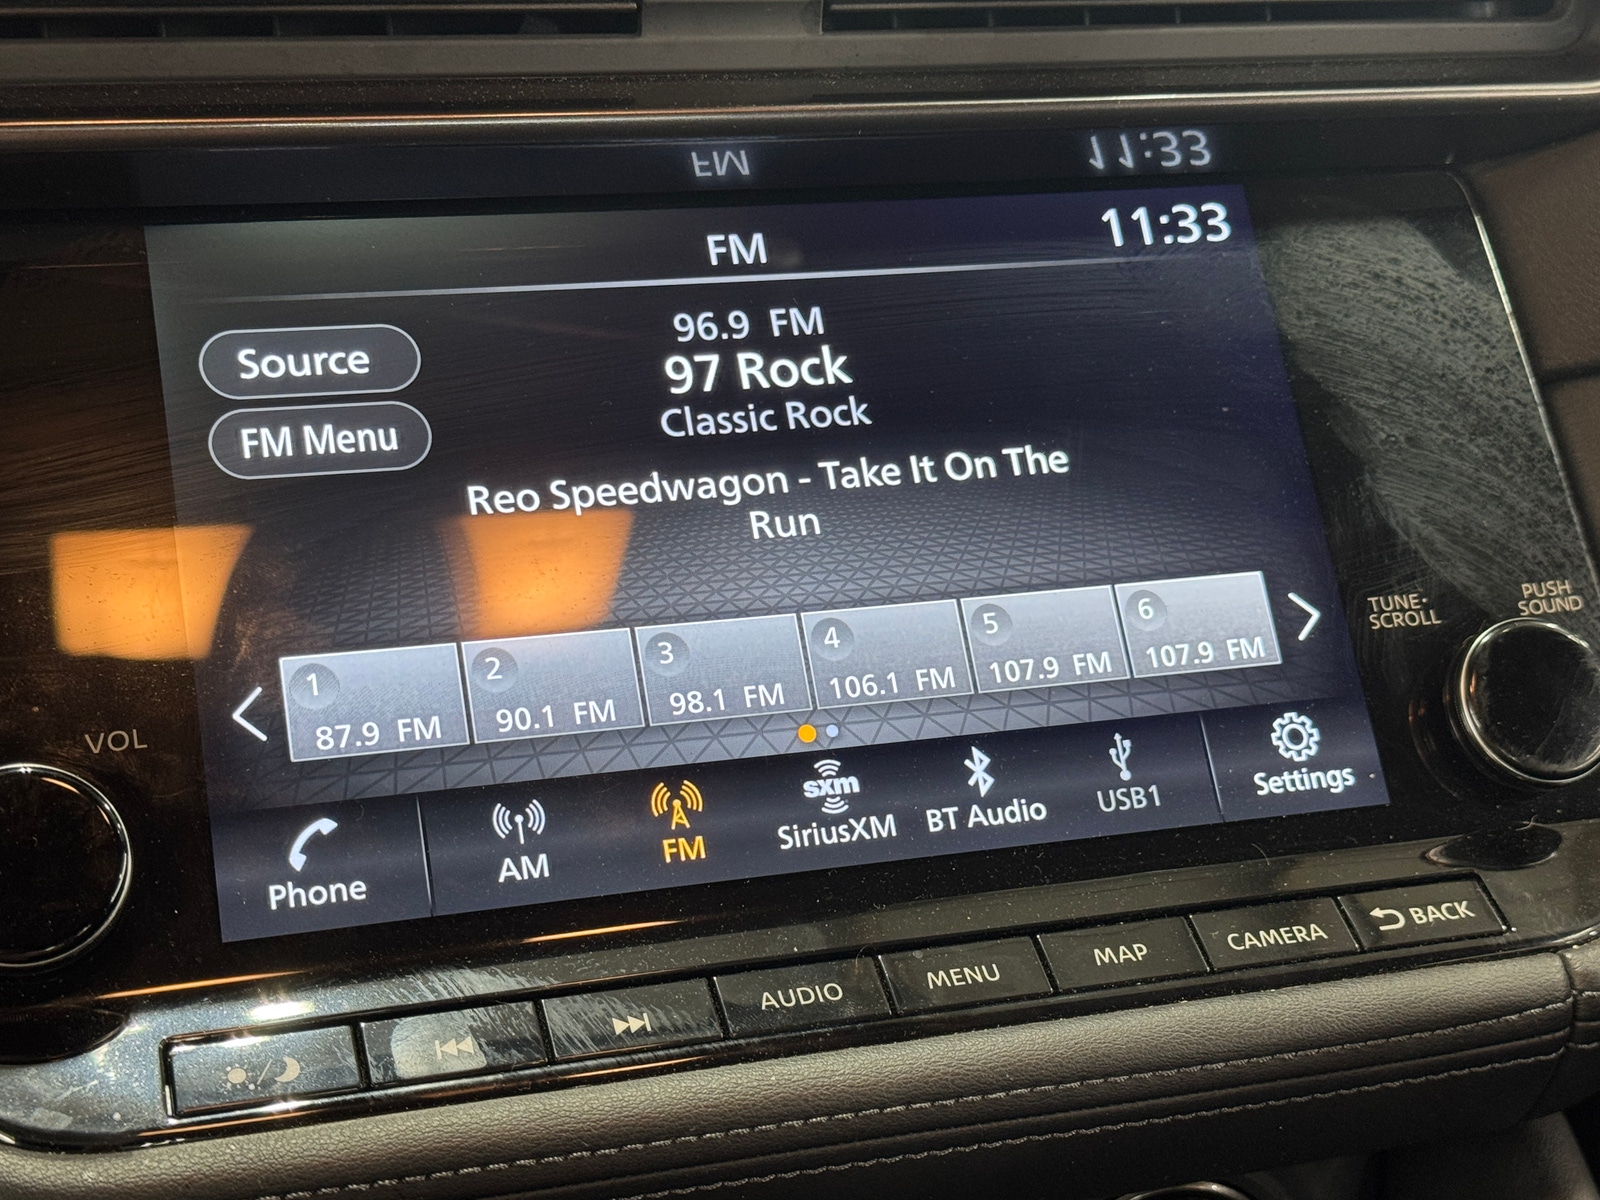 FM
11:33
96.9 FM
97 Rock
Classic Rock
Source
FM Menu
Reo Speedwagon - Take It On The
Run
1
87.9 FM
2
90.1 FM
3
98.1 FM
4
106.1 FM
5
107.9 FM
6
107.9 FM
VOL
TUNE·
SCROLL
PUSH
SOUND
Phone
AM
FM
sxm
SiriusXM
BT Audio
USB1
Settings
AUDIO
MENU
MAP
CAMERA
BACK